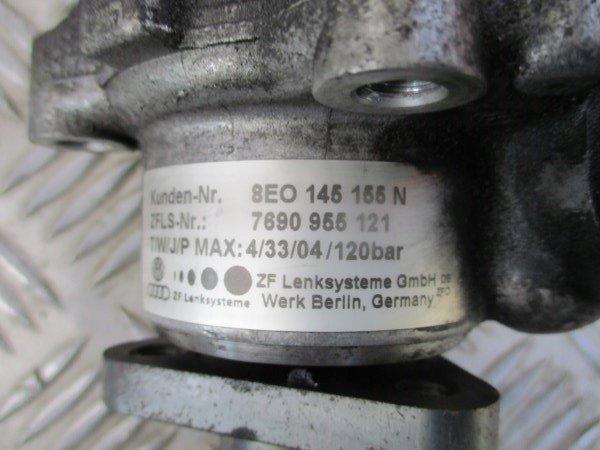 Kunden-Nr. 8E0 145 155 N
ZFLS-Nr.: 7690 955 121
T/W/J/P MAX: 4/33/04/120bar
ZF Lenksysteme GmbH
ZF Lenksysteme Werk Berlin, Germany